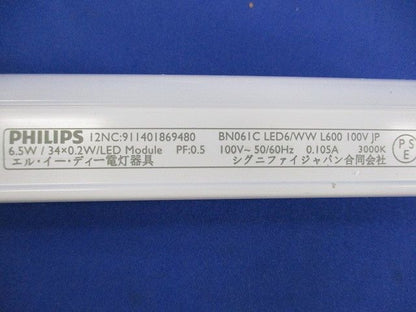 PHILIPS 12NC:911401869480 BN061C LED6/WW L600 100V JP
6.5W / 34×0.2W/LED Module PF:0.5 100V~ 50/60Hz 0.105A 3000K
エル・イー・ディー電灯器具 シグニファイジャパン合同会社
PS
E